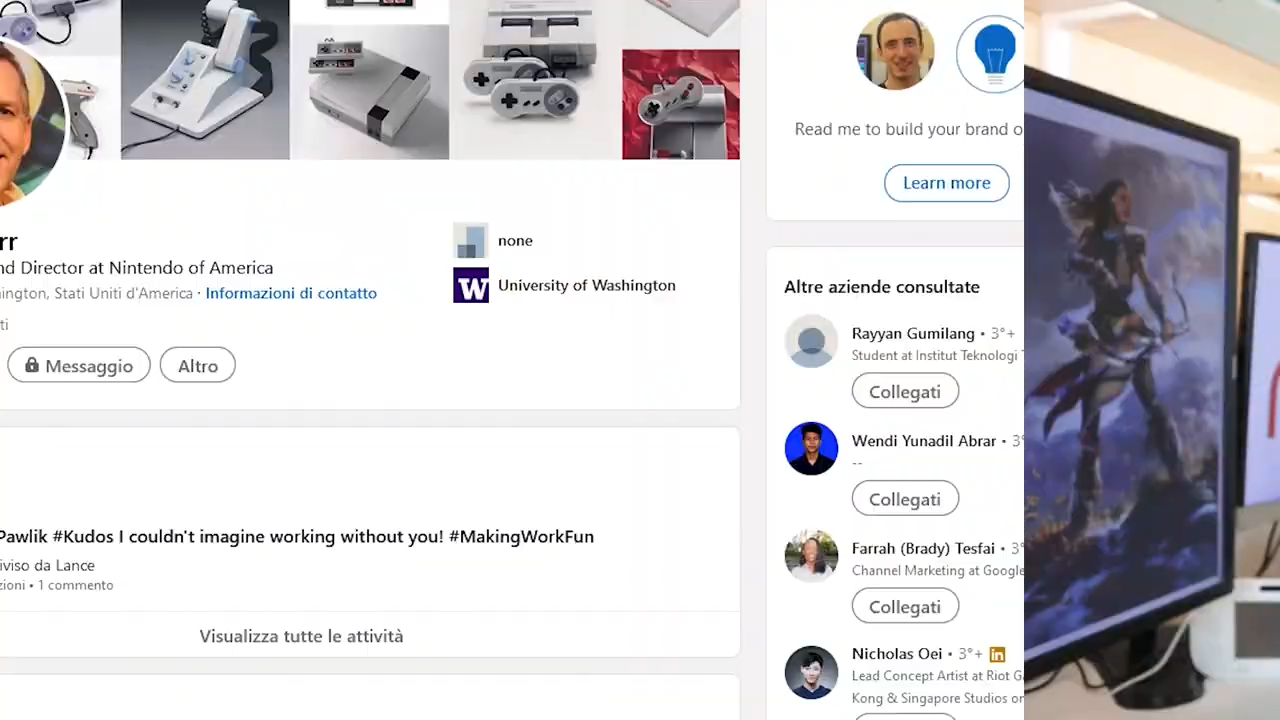 rr
nd Director at Nintendo of America
ington, Stati Uniti d'America · Informazioni di contatto
ti
Messaggio
Altro
none
W
University of Washington
Pawlik #Kudos I couldn't imagine working without you! #MakingWorkFun
iviso da Lance
zioni • 1 commento
Visualizza tutte le attività
Read me to build your brand o
Learn more
Altre aziende consultate
Rayyan Gumilang • 3°+
Student at Institut Teknologi T
Collegati
Wendi Yunadil Abrar • 3°
--
Collegati
Farrah (Brady) Tesfai • 3°
Channel Marketing at Google
Collegati
Nicholas Oei • 3°+ in
Lead Concept Artist at Riot G
Kong & Singapore Studios or